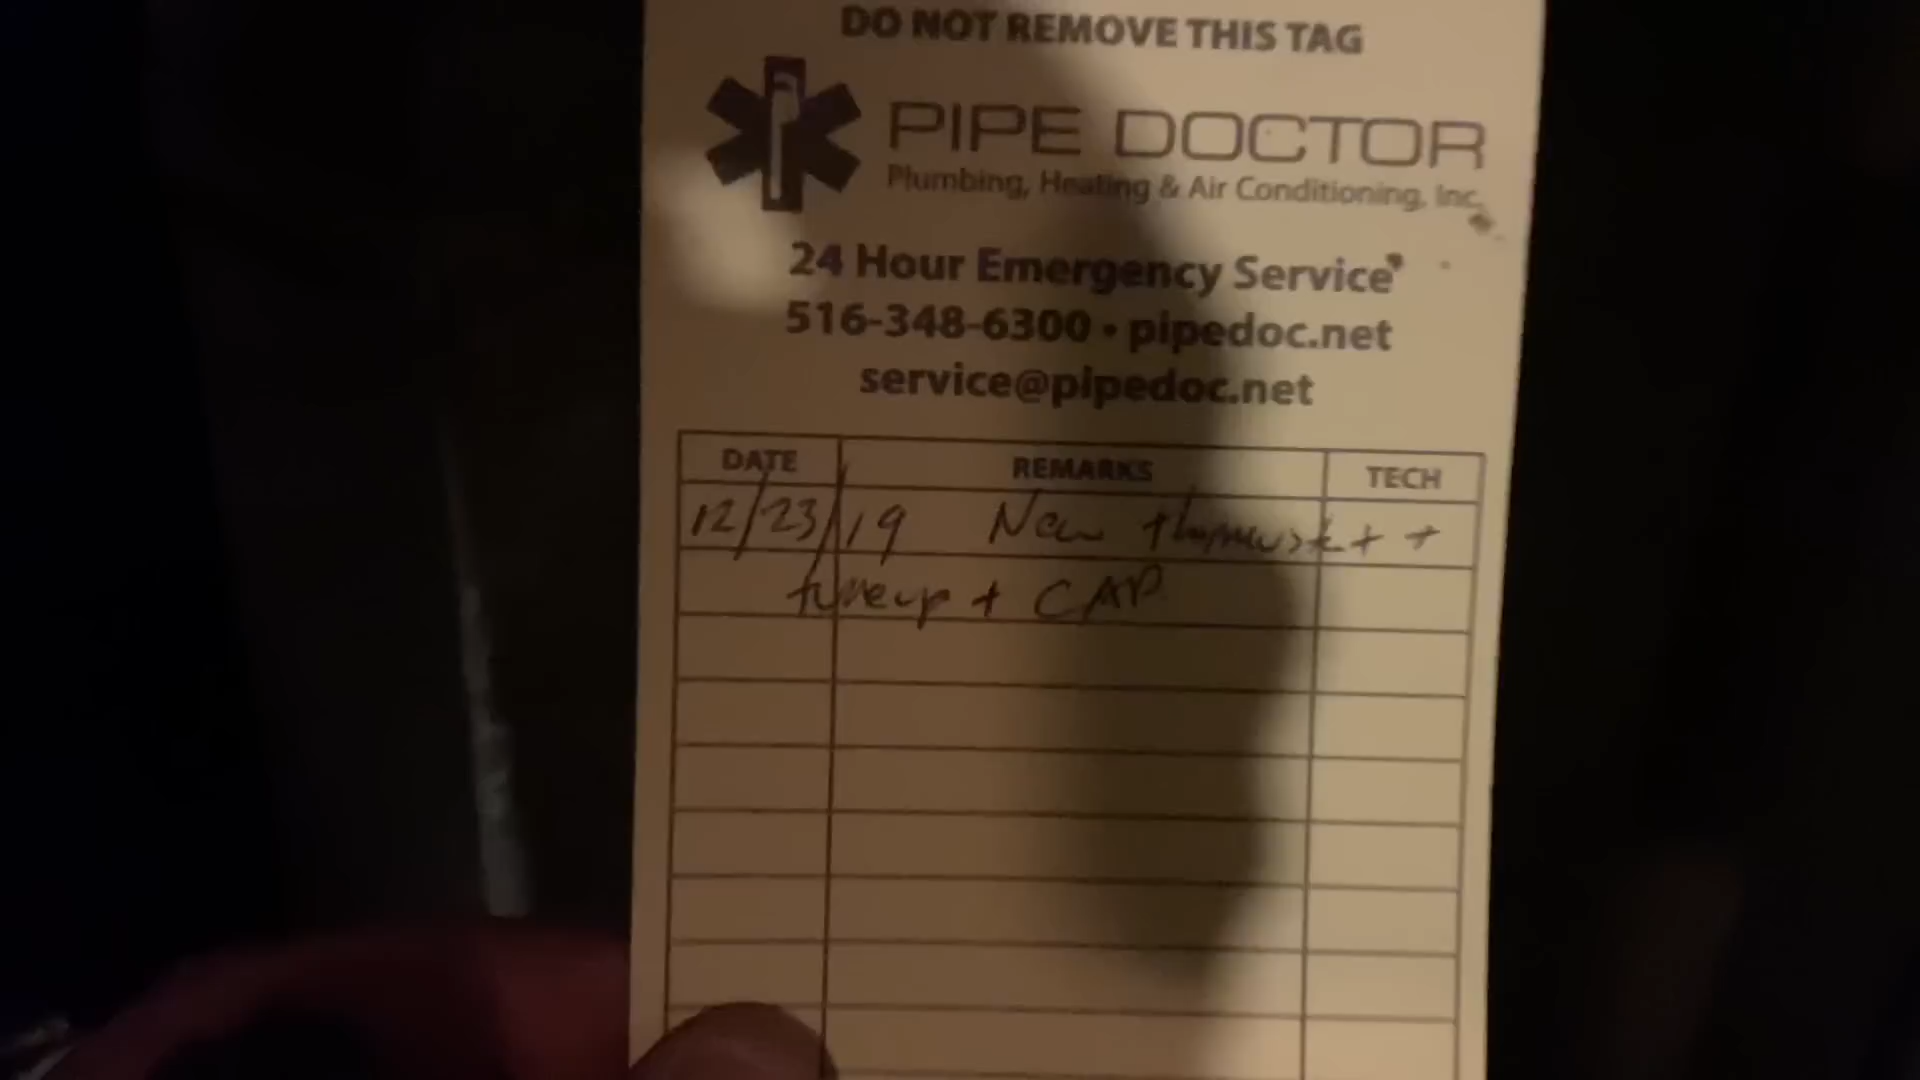 DO NOT REMOVE THIS TAG
PIPE DOCTOR
Plumbing, Heating & Air Conditioning, Inc.
24 Hour Emergency Service
516-348-6300 • pipedoc.net
service@pipedoc.net
DATE REMARKS TECH
12/23/19 New +
tuneup + CAP